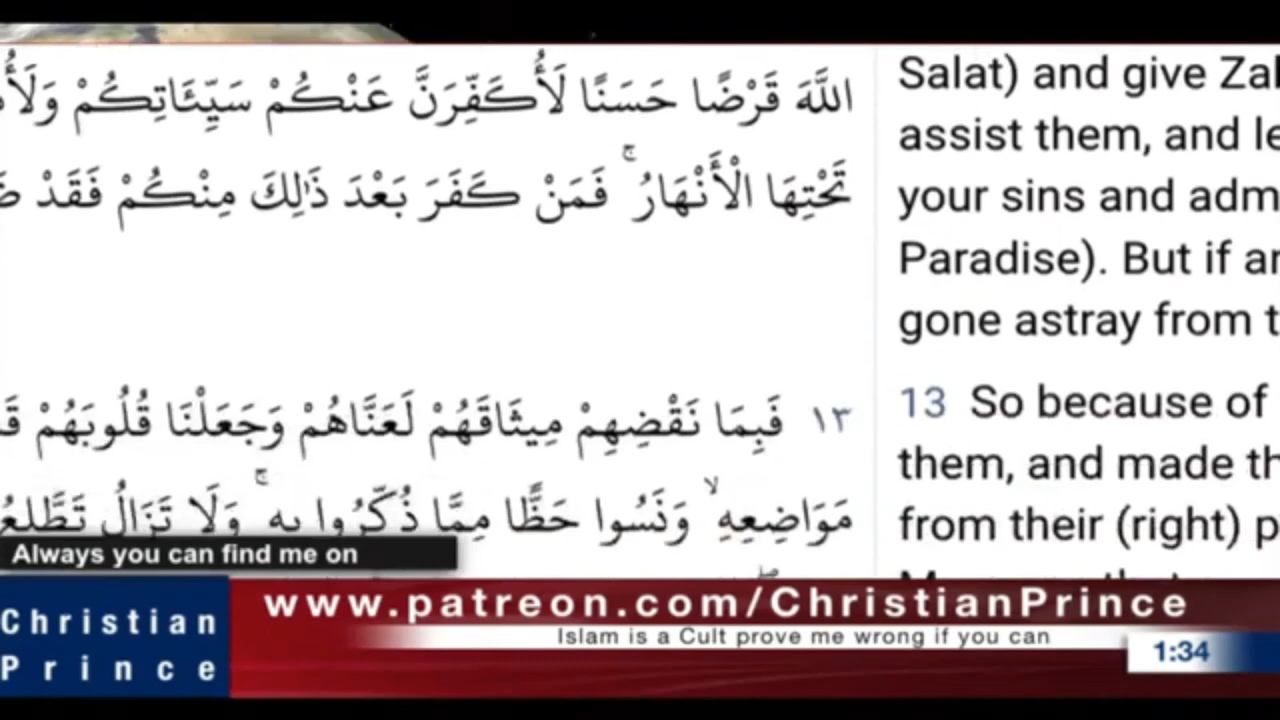 اللَّهَ قَرْضًا حَسَنًا لَأُكَفِّرَنَّ عَنْكُمْ سَيِّئَاتِكُمْ
تَحْتِهَا الْأَنْهَارُ ۚ فَمَنْ كَفَرَ بَعْدَ ذَٰلِكَ مِنْكُمْ فَقَدْ
١٣ فَبِمَا نَقْضِهِمْ مِيثَاقَهُمْ لَعَنَّاهُمْ وَجَعَلْنَا قُلُوبَهُمْ
مَوَاضِعِهِ ۙ وَنَسُوا حَظًّا مِمَّا ذُكِّرُوا بِهِ ۚ وَلَا تَزَالُ تَطَّلِعُ
Salat) and give Zal
assist them, and le
your sins and adm
Paradise). But if ar
gone astray from t
13 So because of
them, and made th
from their (right) p
Always you can find me on
Christian
Prince
www.patreon.com/ChristianPrince
Islam is a Cult prove me wrong if you can
1:34